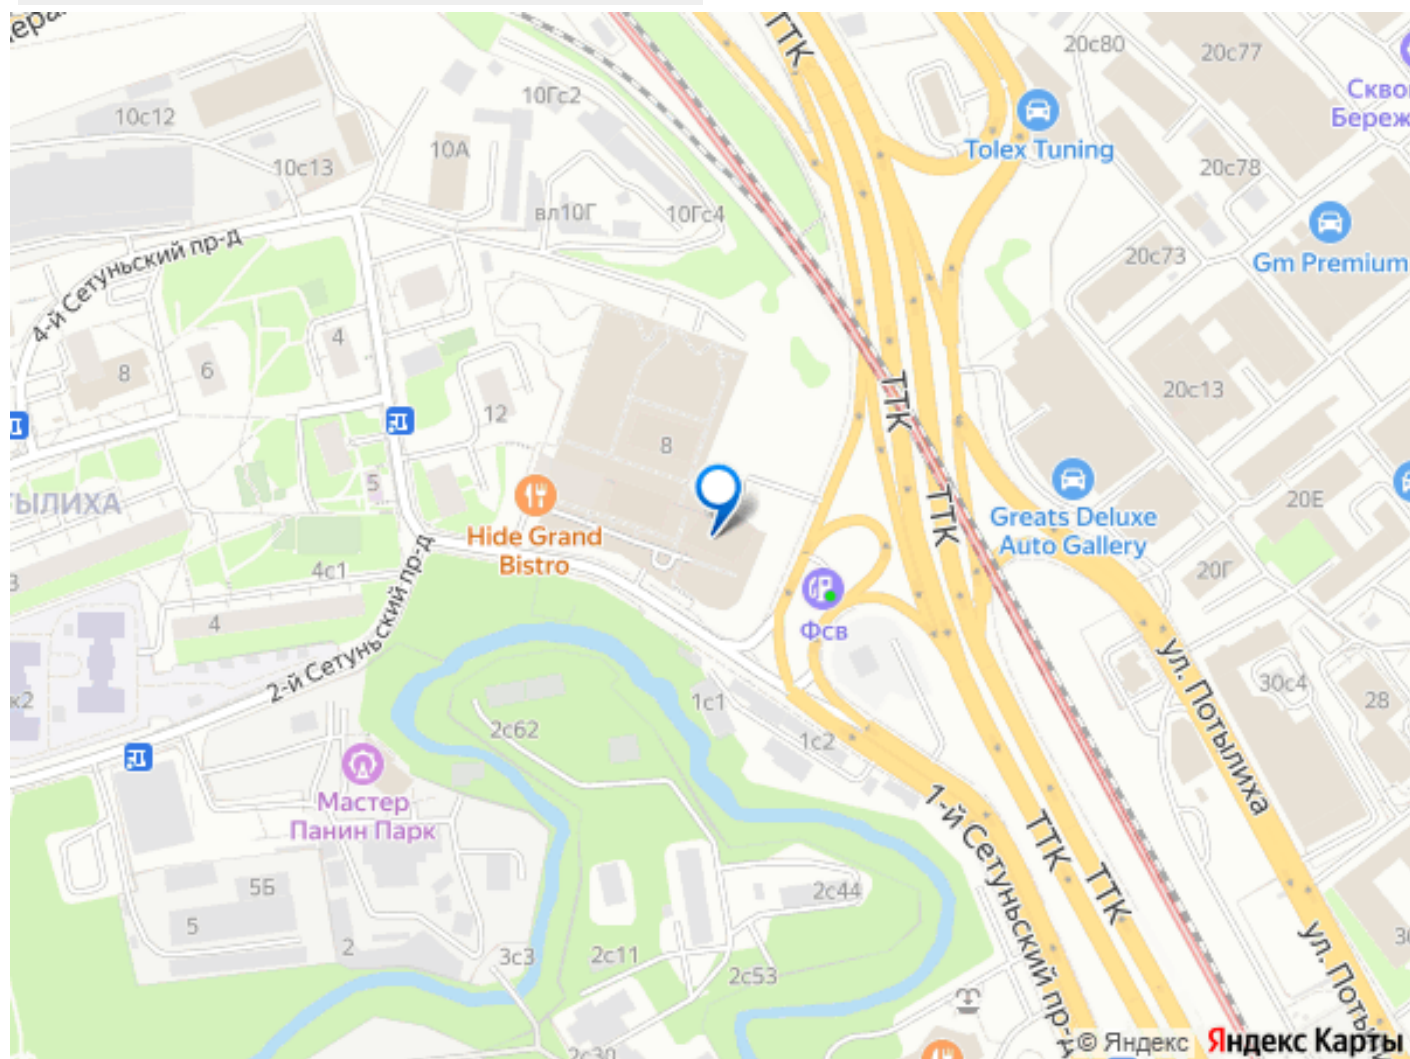 ТТК
20с80
20с77
10Гс2
Tolex Tuning
10с12
10А
10с13
20с78
вл10Г
10Гс4
4-й Сетуньский пр-д
20с73
Gm Premium
4
6
8
12
20с13
ТТК
8
5
Hide Grand
Bistro
ТТК
Greats Deluxe
Auto Gallery
20Е
20Г
4с1
4
Фсв
2-й Сетуньский пр-д
ул. Потылиха
30с4
28
1с1
2с62
1с2
Мастер
Панин Парк
1-й Сетуньский пр-д
ТТК
ТТК
5Б
5
2
2с44
3с3
2с11
2с53
© Яндекс Яндекс Карты